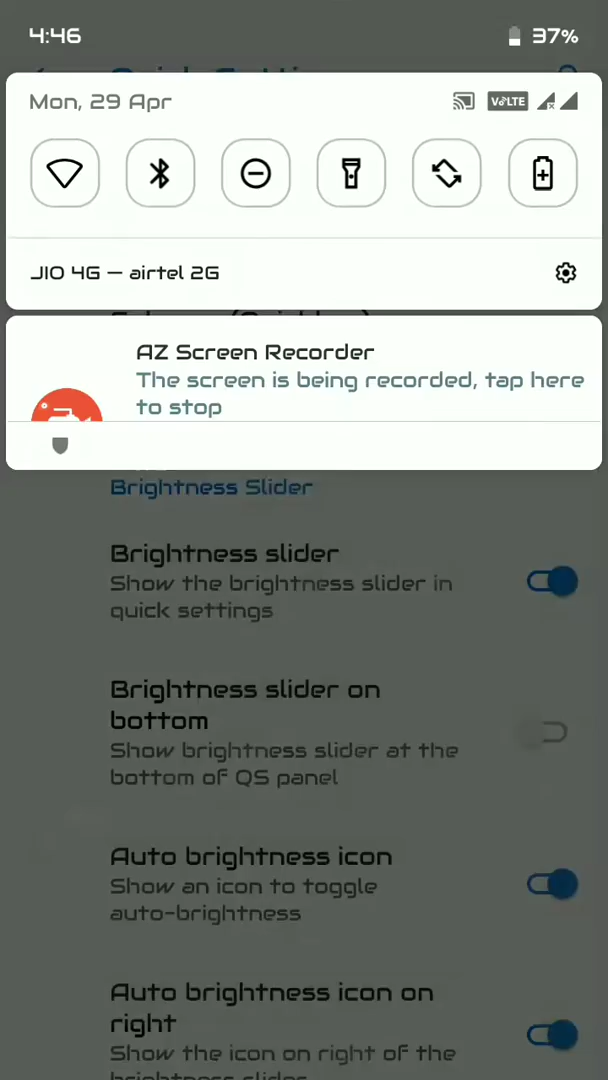 4:46
37%
Mon, 29 Apr
VoLTE
JIO 4G — airtel 2G
AZ Screen Recorder
The screen is being recorded, tap here
to stop
Brightness Slider
Brightness slider
Show the brightness slider in
quick settings
Brightness slider on
bottom
Show brightness slider at the
bottom of QS panel
Auto brightness icon
Show an icon to toggle
auto-brightness
Auto brightness icon on
right
Show the icon on right of the
brightness slider